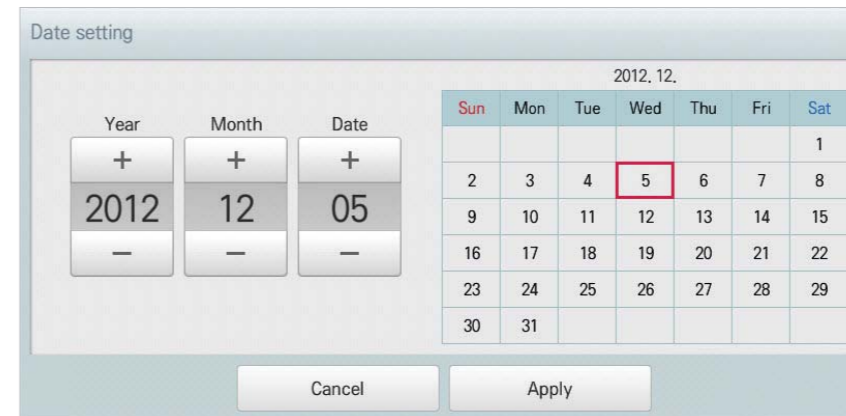 Date setting
2012. 12.
Year Month Date
+ + +
2012 12 05
− − −
Sun Mon Tue Wed Thu Fri Sat
1
2 3 4 5 6 7 8
9 10 11 12 13 14 15
16 17 18 19 20 21 22
23 24 25 26 27 28 29
30 31
Cancel Apply